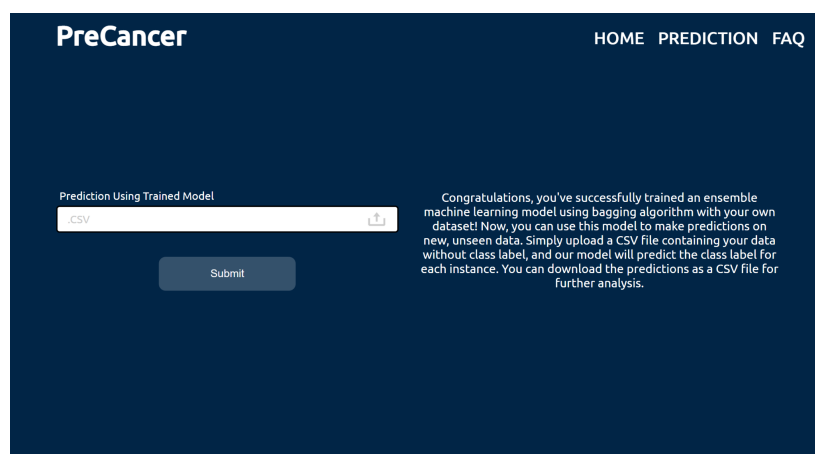 PreCancer
HOME PREDICTION FAQ
Prediction Using Trained Model
.CSV
Submit
Congratulations, you've successfully trained an ensemble
machine learning model using bagging algorithm with your own
dataset! Now, you can use this model to make predictions on
new, unseen data. Simply upload a CSV file containing your data
without class label, and our model will predict the class label for
each instance. You can download the predictions as a CSV file for
further analysis.